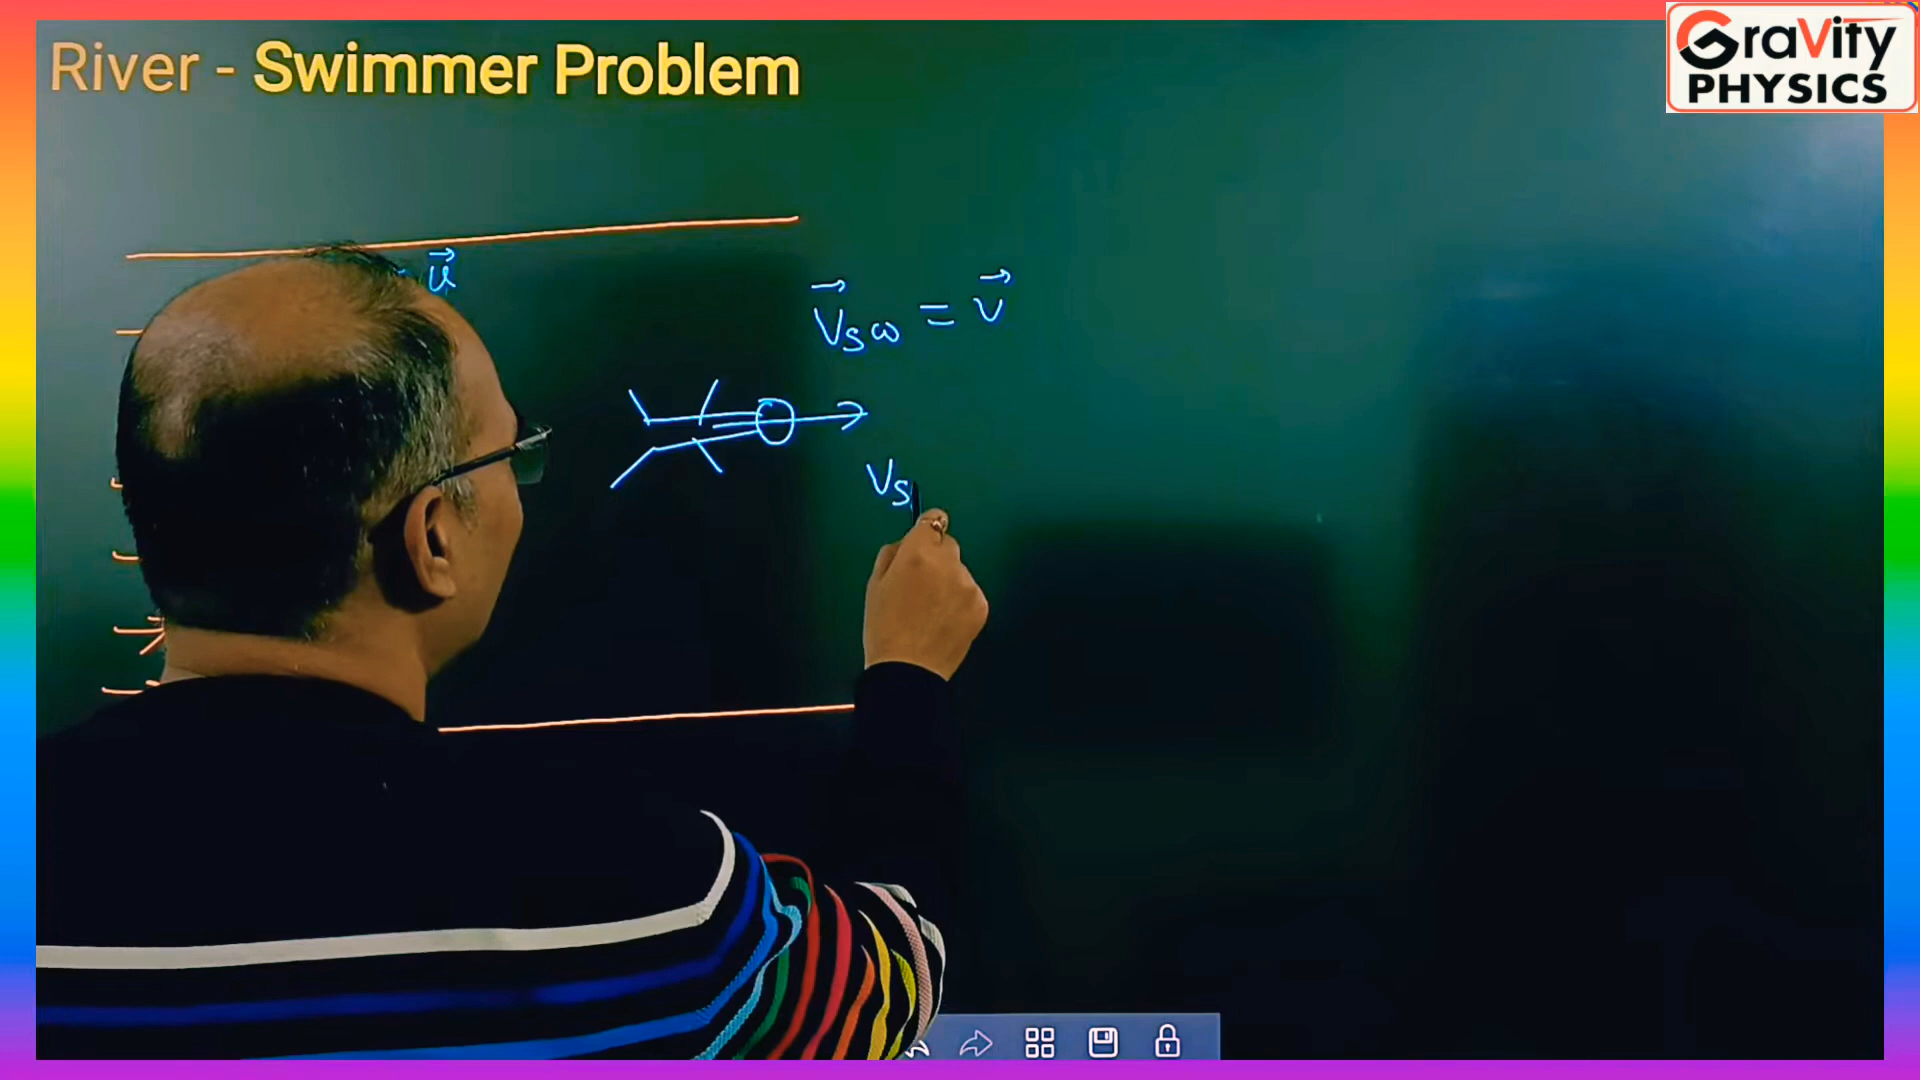 River - Swimmer Problem
GraVity
PHYSICS
u⃗
V⃗sω = v⃗
Vs